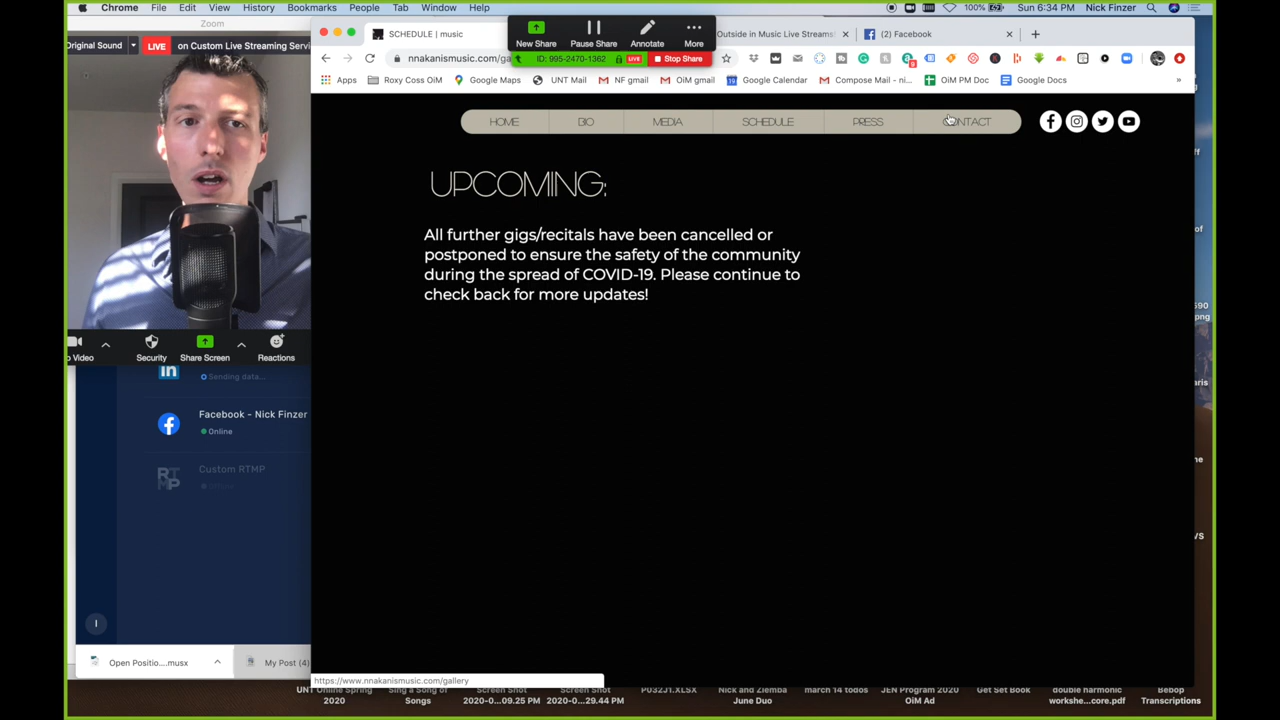 Chrome File Edit View History Bookmarks People Tab Window Help
100% Sun 6:34 PM Nick Finzer
Zoom
Original Sound
LIVE
on Custom Live Streaming Servi
New Share
Pause Share
Annotate
More
ID: 995-2470-1362
LIVE
Stop Share
SCHEDULE | music
Outside in Music Live Streams
(2) Facebook
nnakanismusic.com/ga
Apps
Roxy Coss OiM
Google Maps
UNT Mail
NF gmail
OiM gmail
Google Calendar
Compose Mail - ni...
OiM PM Doc
Google Docs
HOME
BIO
MEDIA
SCHEDULE
PRESS
CONTACT
UPCOMING:
All further gigs/recitals have been cancelled or
postponed to ensure the safety of the community
during the spread of COVID-19. Please continue to
check back for more updates!
Video
Security
Share Screen
Reactions
Sending data...
Facebook - Nick Finzer
Online
RTMP
Custom RTMP
Open Positio....musx
My Post (4)
https://www.nnakanismusic.com/gallery
UNT Online Spring
2020
Sing a Song of
Songs
Screen Shot
2020-0...09.25 PM
Screen Shot
2020-0...29.44 PM
P032J1.XLSX
Nick and Ziemba
June Duo
march 14 todos
JEN Program 2020
OiM Ad
Get Set Book
double harmonic
workshe...core.pdf
Bebop
Transcriptions